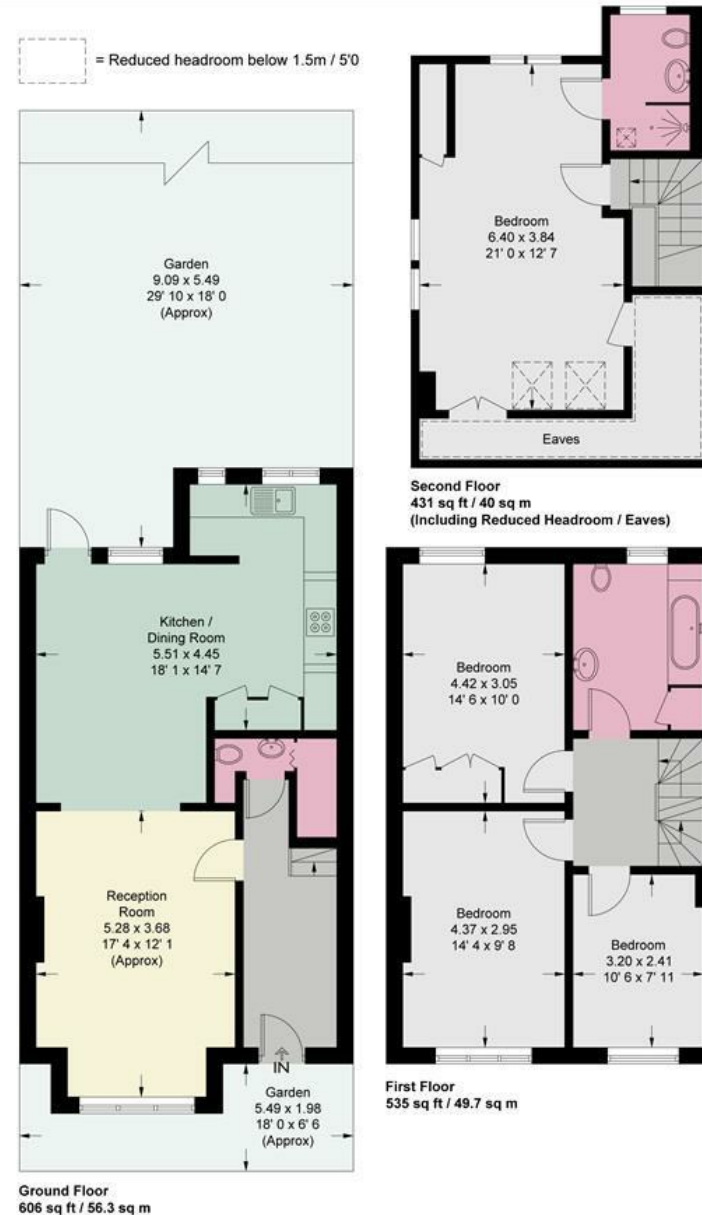 = Reduced headroom below 1.5m / 5'0
Garden
9.09 x 5.49
29' 10 x 18' 0
(Approx)
Kitchen /
Dining Room
5.51 x 4.45
18' 1 x 14' 7
Reception
Room
5.28 x 3.68
17' 4 x 12' 1
(Approx)
IN
Garden
5.49 x 1.98
18' 0 x 6' 6
(Approx)
Ground Floor
606 sq ft / 56.3 sq m
Bedroom
6.40 x 3.84
21' 0 x 12' 7
Eaves
Second Floor
431 sq ft / 40 sq m
(Including Reduced Headroom / Eaves)
Bedroom
4.42 x 3.05
14' 6 x 10' 0
Bedroom
4.37 x 2.95
14' 4 x 9' 8
Bedroom
3.20 x 2.41
10' 6 x 7' 11
First Floor
535 sq ft / 49.7 sq m